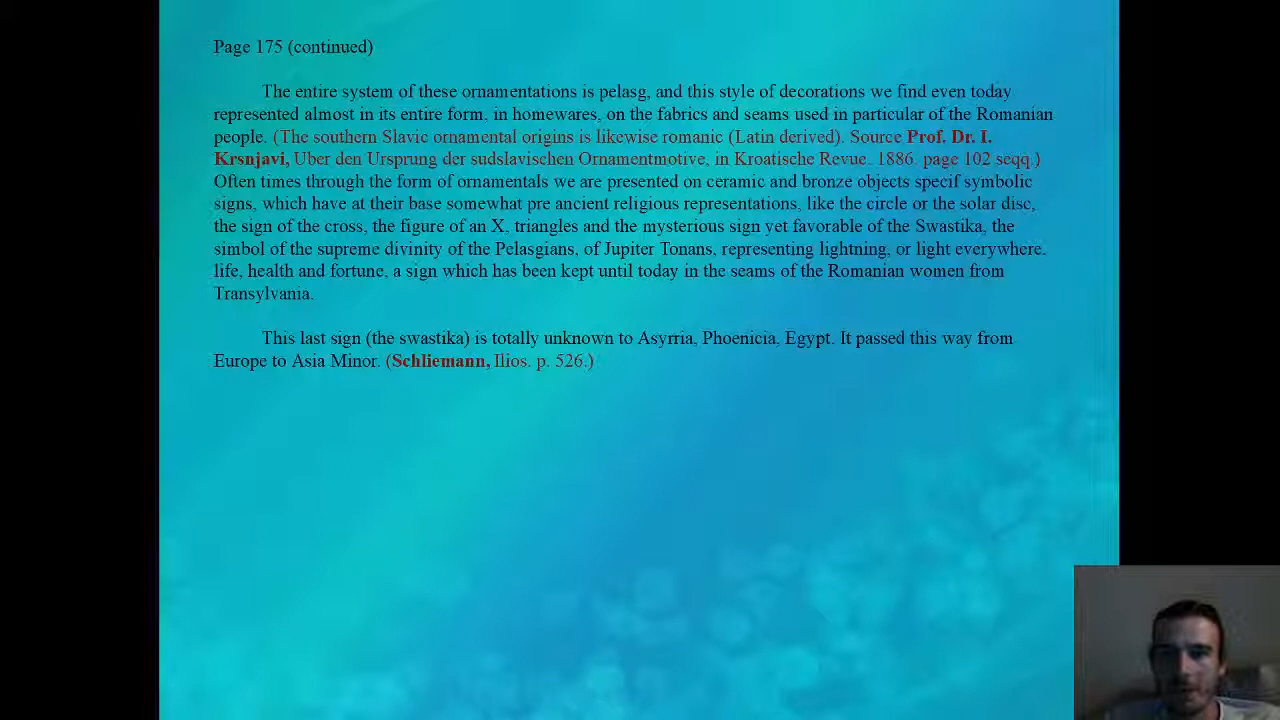 Page 175 (continued)
The entire system of these ornamentations is pelasg, and this style of decorations we find even today
represented almost in its entire form, in homewares, on the fabrics and seams used in particular of the Romanian
people. (The southern Slavic ornamental origins is likewise romanic (Latin derived). Source Prof. Dr. I.
Krsnjavi, Uber den Ursprung der sudslavischen Ornamentmotive, in Kroatische Revue. 1886. page 102 seqq.)
Often times through the form of ornamentals we are presented on ceramic and bronze objects specif symbolic
signs, which have at their base somewhat pre ancient religious representations, like the circle or the solar disc,
the sign of the cross, the figure of an X, triangles and the mysterious sign yet favorable of the Swastika, the
simbol of the supreme divinity of the Pelasgians, of Jupiter Tonans, representing lightning, or light everywhere.
life, health and fortune, a sign which has been kept until today in the seams of the Romanian women from
Transylvania.
This last sign (the swastika) is totally unknown to Asyrria, Phoenicia, Egypt. It passed this way from
Europe to Asia Minor. (Schliemann, Ilios. p. 526.)